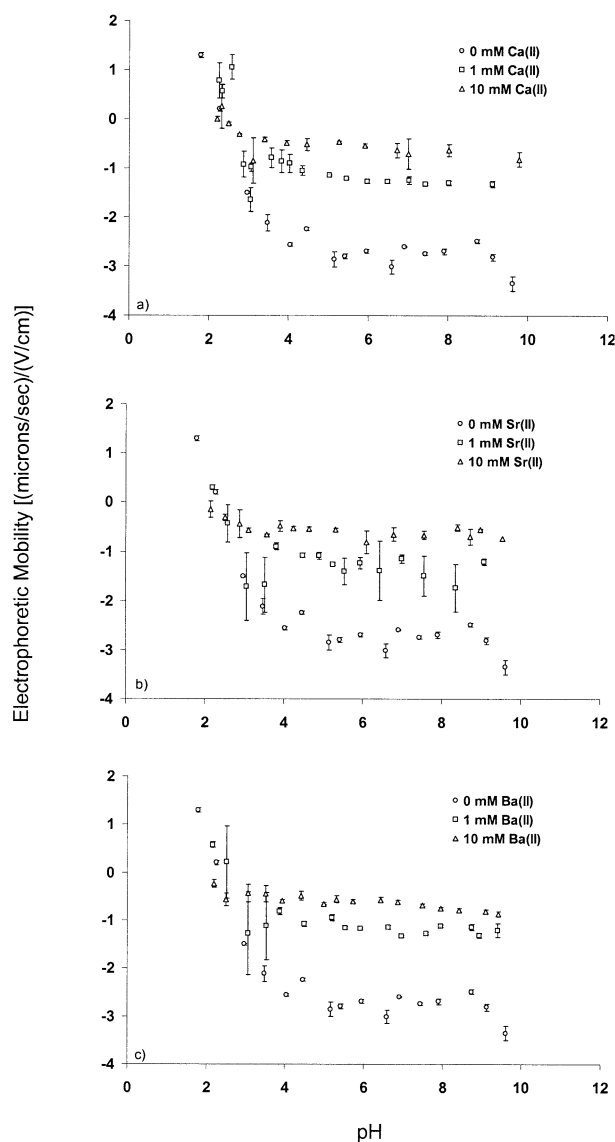 Electrophoretic Mobility [(microns/sec)/(V/cm)]
2
1
0
-1
-2
-3
-4
0 2 4 6 8 10 12
0 mM Ca(II)
1 mM Ca(II)
10 mM Ca(II)
a)
2
1
0
-1
-2
-3
-4
0 2 4 6 8 10 12
0 mM Sr(II)
1 mM Sr(II)
10 mM Sr(II)
b)
2
1
0
-1
-2
-3
-4
0 2 4 6 8 10 12
0 mM Ba(II)
1 mM Ba(II)
10 mM Ba(II)
c)
pH